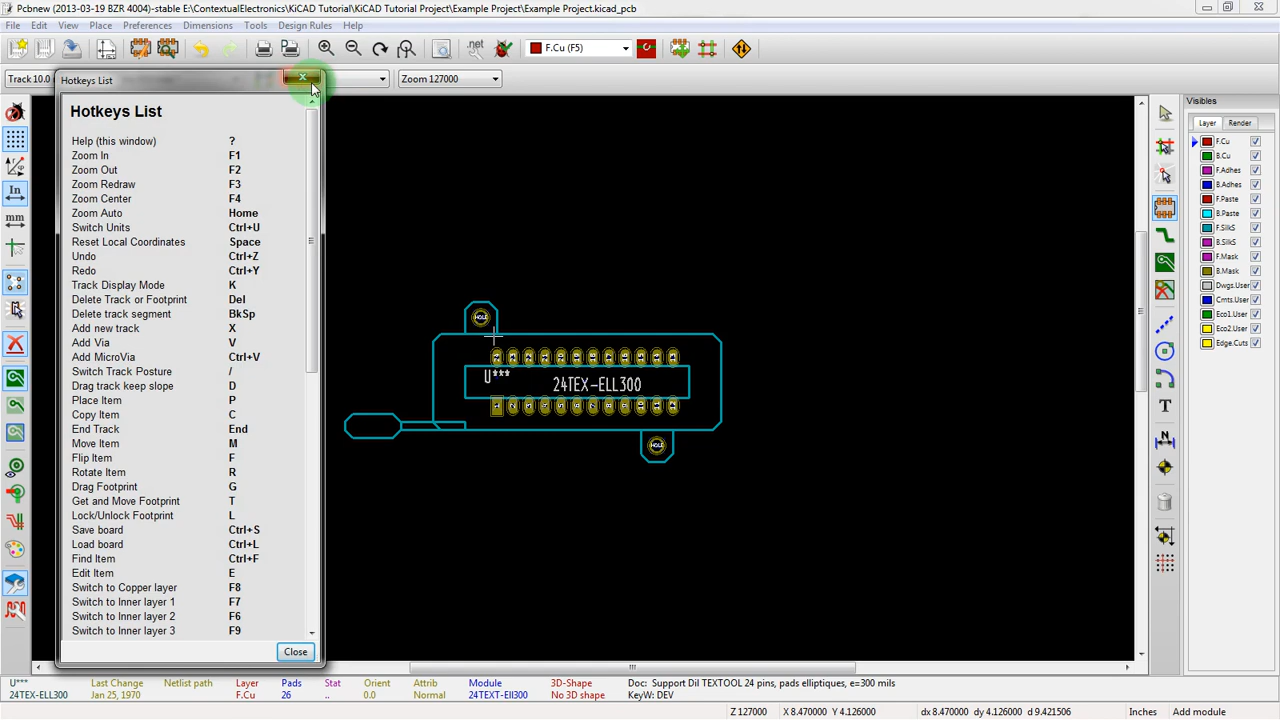 Pcbnew (2013-03-19 BZR 4004)-stable E:\ContextualElectronics\KiCAD Tutorial\KiCAD Tutorial Project\Example Project\Example Project.kicad_pcb
File Edit View Place Preferences Dimensions Tools Design Rules Help
.net F.Cu (F5)
Track 10.0 Zoom 127000
Hotkeys List
Hotkeys List
Help (this window) ?
Zoom In F1
Zoom Out F2
Zoom Redraw F3
Zoom Center F4
Zoom Auto Home
Switch Units Ctrl+U
Reset Local Coordinates Space
Undo Ctrl+Z
Redo Ctrl+Y
Track Display Mode K
Delete Track or Footprint Del
Delete track segment BkSp
Add new track X
Add Via V
Add MicroVia Ctrl+V
Switch Track Posture /
Drag track keep slope D
Place Item P
Copy Item C
End Track End
Move Item M
Flip Item F
Rotate Item R
Drag Footprint G
Get and Move Footprint T
Lock/Unlock Footprint L
Save board Ctrl+S
Load board Ctrl+L
Find Item Ctrl+F
Edit Item E
Switch to Copper layer F8
Switch to Inner layer 1 F7
Switch to Inner layer 2 F6
Switch to Inner layer 3 F9
Close
In
mm
HOLE
U***
24TEX-ELL300
HOLE
Visibles
Layer Render
F.Cu
B.Cu
F.Adhes
B.Adhes
F.Paste
B.Paste
F.SilkS
B.SilkS
F.Mask
B.Mask
Dwgs.User
Cmts.User
Eco1.User
Eco2.User
Edge.Cuts
T
N
U*** Last Change Netlist path Layer Pads Stat Orient Attrib Module 3D-Shape Doc: Support Dil TEXTOOL 24 pins, pads elliptiques, e=300 mils
24TEX-ELL300 Jan 25, 1970 F.Cu 26 .. 0.0 Normal 24TEXT-Ell300 No 3D shape KeyW: DEV
Z 127000 X 8.470000 Y 4.126000 dx 8.470000 dy 4.126000 d 9.421506 Inches Add module